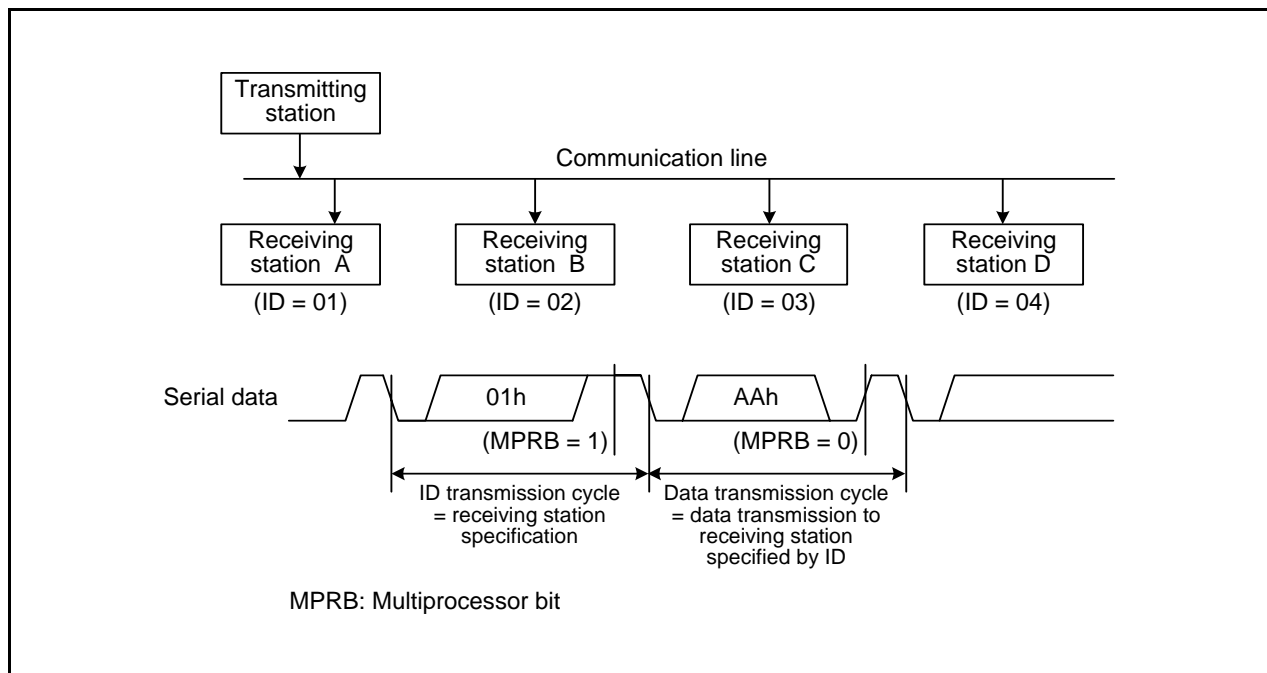 Transmitting
station
Communication line
Receiving
station A
(ID = 01)
Receiving
station B
(ID = 02)
Receiving
station C
(ID = 03)
Receiving
station D
(ID = 04)
Serial data
01h
AAh
(MPRB = 1)
(MPRB = 0)
ID transmission cycle
= receiving station
specification
Data transmission cycle
= data transmission to
receiving station
specified by ID
MPRB: Multiprocessor bit